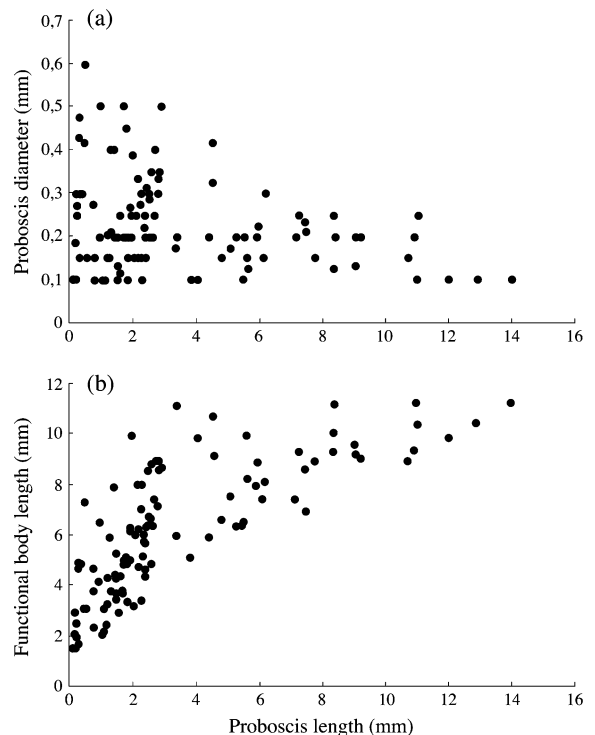 (a)
0,7
0,6
0,5
0,4
0,3
0,2
0,1
0
Proboscis diameter (mm)
0 2 4 6 8 10 12 14 16
(b)
12
10
8
6
4
2
0
Functional body length (mm)
0 2 4 6 8 10 12 14 16
Proboscis length (mm)